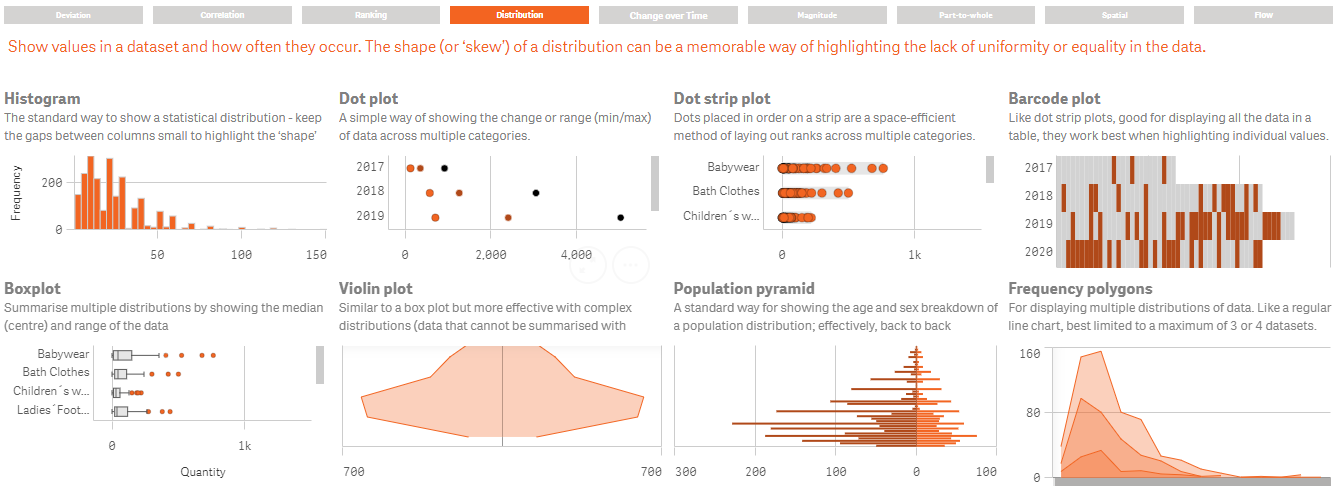 Deviation
Correlation
Ranking
Distribution
Change over Time
Magnitude
Part-to-whole
Spatial
Flow
Show values in a dataset and how often they occur. The shape (or ‘skew’) of a distribution can be a memorable way of highlighting the lack of uniformity or equality in the data.
Histogram
The standard way to show a statistical distribution - keep
the gaps between columns small to highlight the ‘shape’
Frequency
200
0
50
100
150
Dot plot
A simple way of showing the change or range (min/max)
of data across multiple categories.
2017
2018
2019
0
2,000
4,000
Dot strip plot
Dots placed in order on a strip are a space-efficient
method of laying out ranks across multiple categories.
Babywear
Bath Clothes
Children´s w...
0
1k
Barcode plot
Like dot strip plots, good for displaying all the data in a
table, they work best when highlighting individual values.
2017
2018
2019
2020
Boxplot
Summarise multiple distributions by showing the median
(centre) and range of the data
Babywear
Bath Clothes
Children´s w...
Ladies´Foot...
0
1k
Quantity
Violin plot
Similar to a box plot but more effective with complex
distributions (data that cannot be summarised with
700
700
Population pyramid
A standard way for showing the age and sex breakdown of
a population distribution; effectively, back to back
300
200
100
0
100
Frequency polygons
For displaying multiple distributions of data. Like a regular
line chart, best limited to a maximum of 3 or 4 datasets.
160
80
0